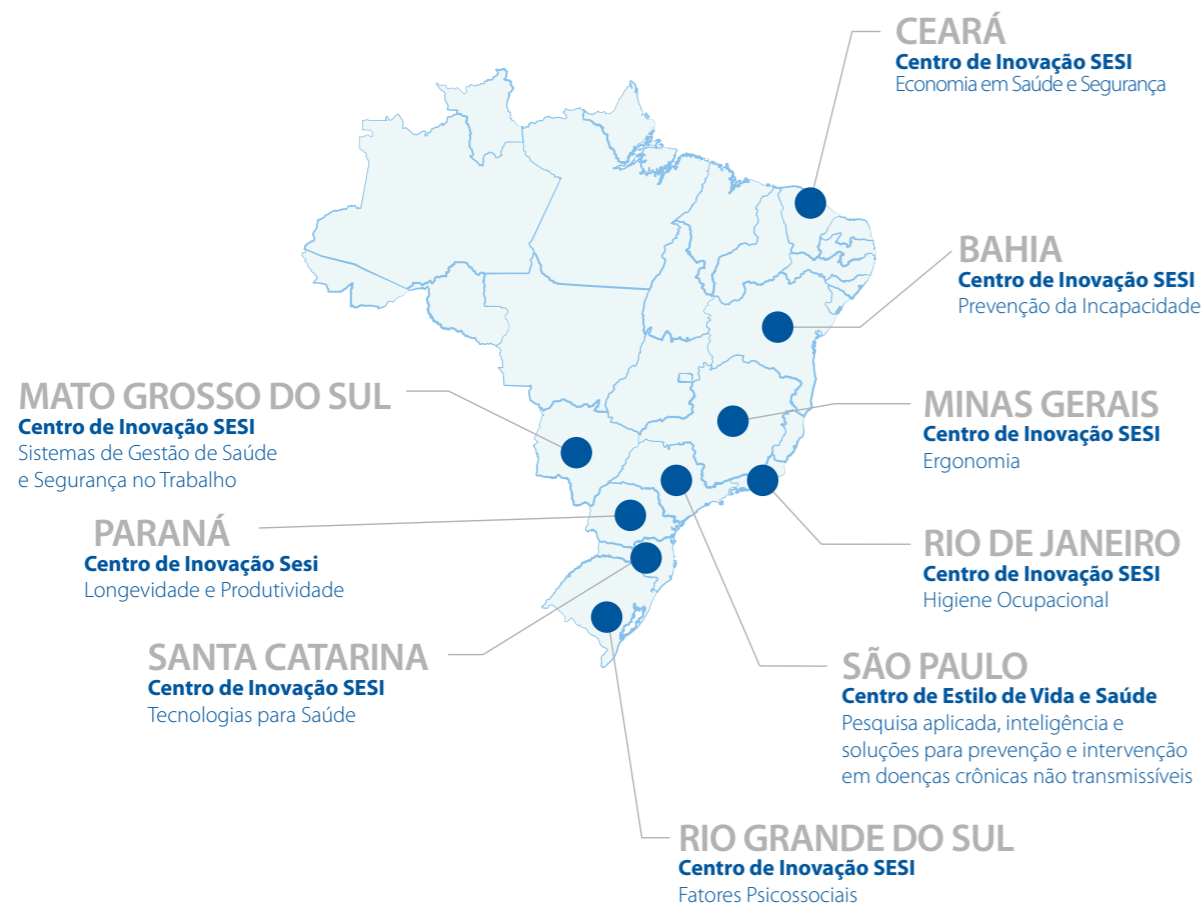 CEARÁ
Centro de Inovação SESI
Economia em Saúde e Segurança
BAHIA
Centro de Inovação SESI
Prevenção da Incapacidade
MATO GROSSO DO SUL
Centro de Inovação SESI
Sistemas de Gestão de Saúde
e Segurança no Trabalho
MINAS GERAIS
Centro de Inovação SESI
Ergonomia
PARANÁ
Centro de Inovação Sesi
Longevidade e Produtividade
RIO DE JANEIRO
Centro de Inovação SESI
Higiene Ocupacional
SANTA CATARINA
Centro de Inovação SESI
Tecnologias para Saúde
SÃO PAULO
Centro de Estilo de Vida e Saúde
Pesquisa aplicada, inteligência e
soluções para prevenção e intervenção
em doenças crônicas não transmissíveis
RIO GRANDE DO SUL
Centro de Inovação SESI
Fatores Psicossociais